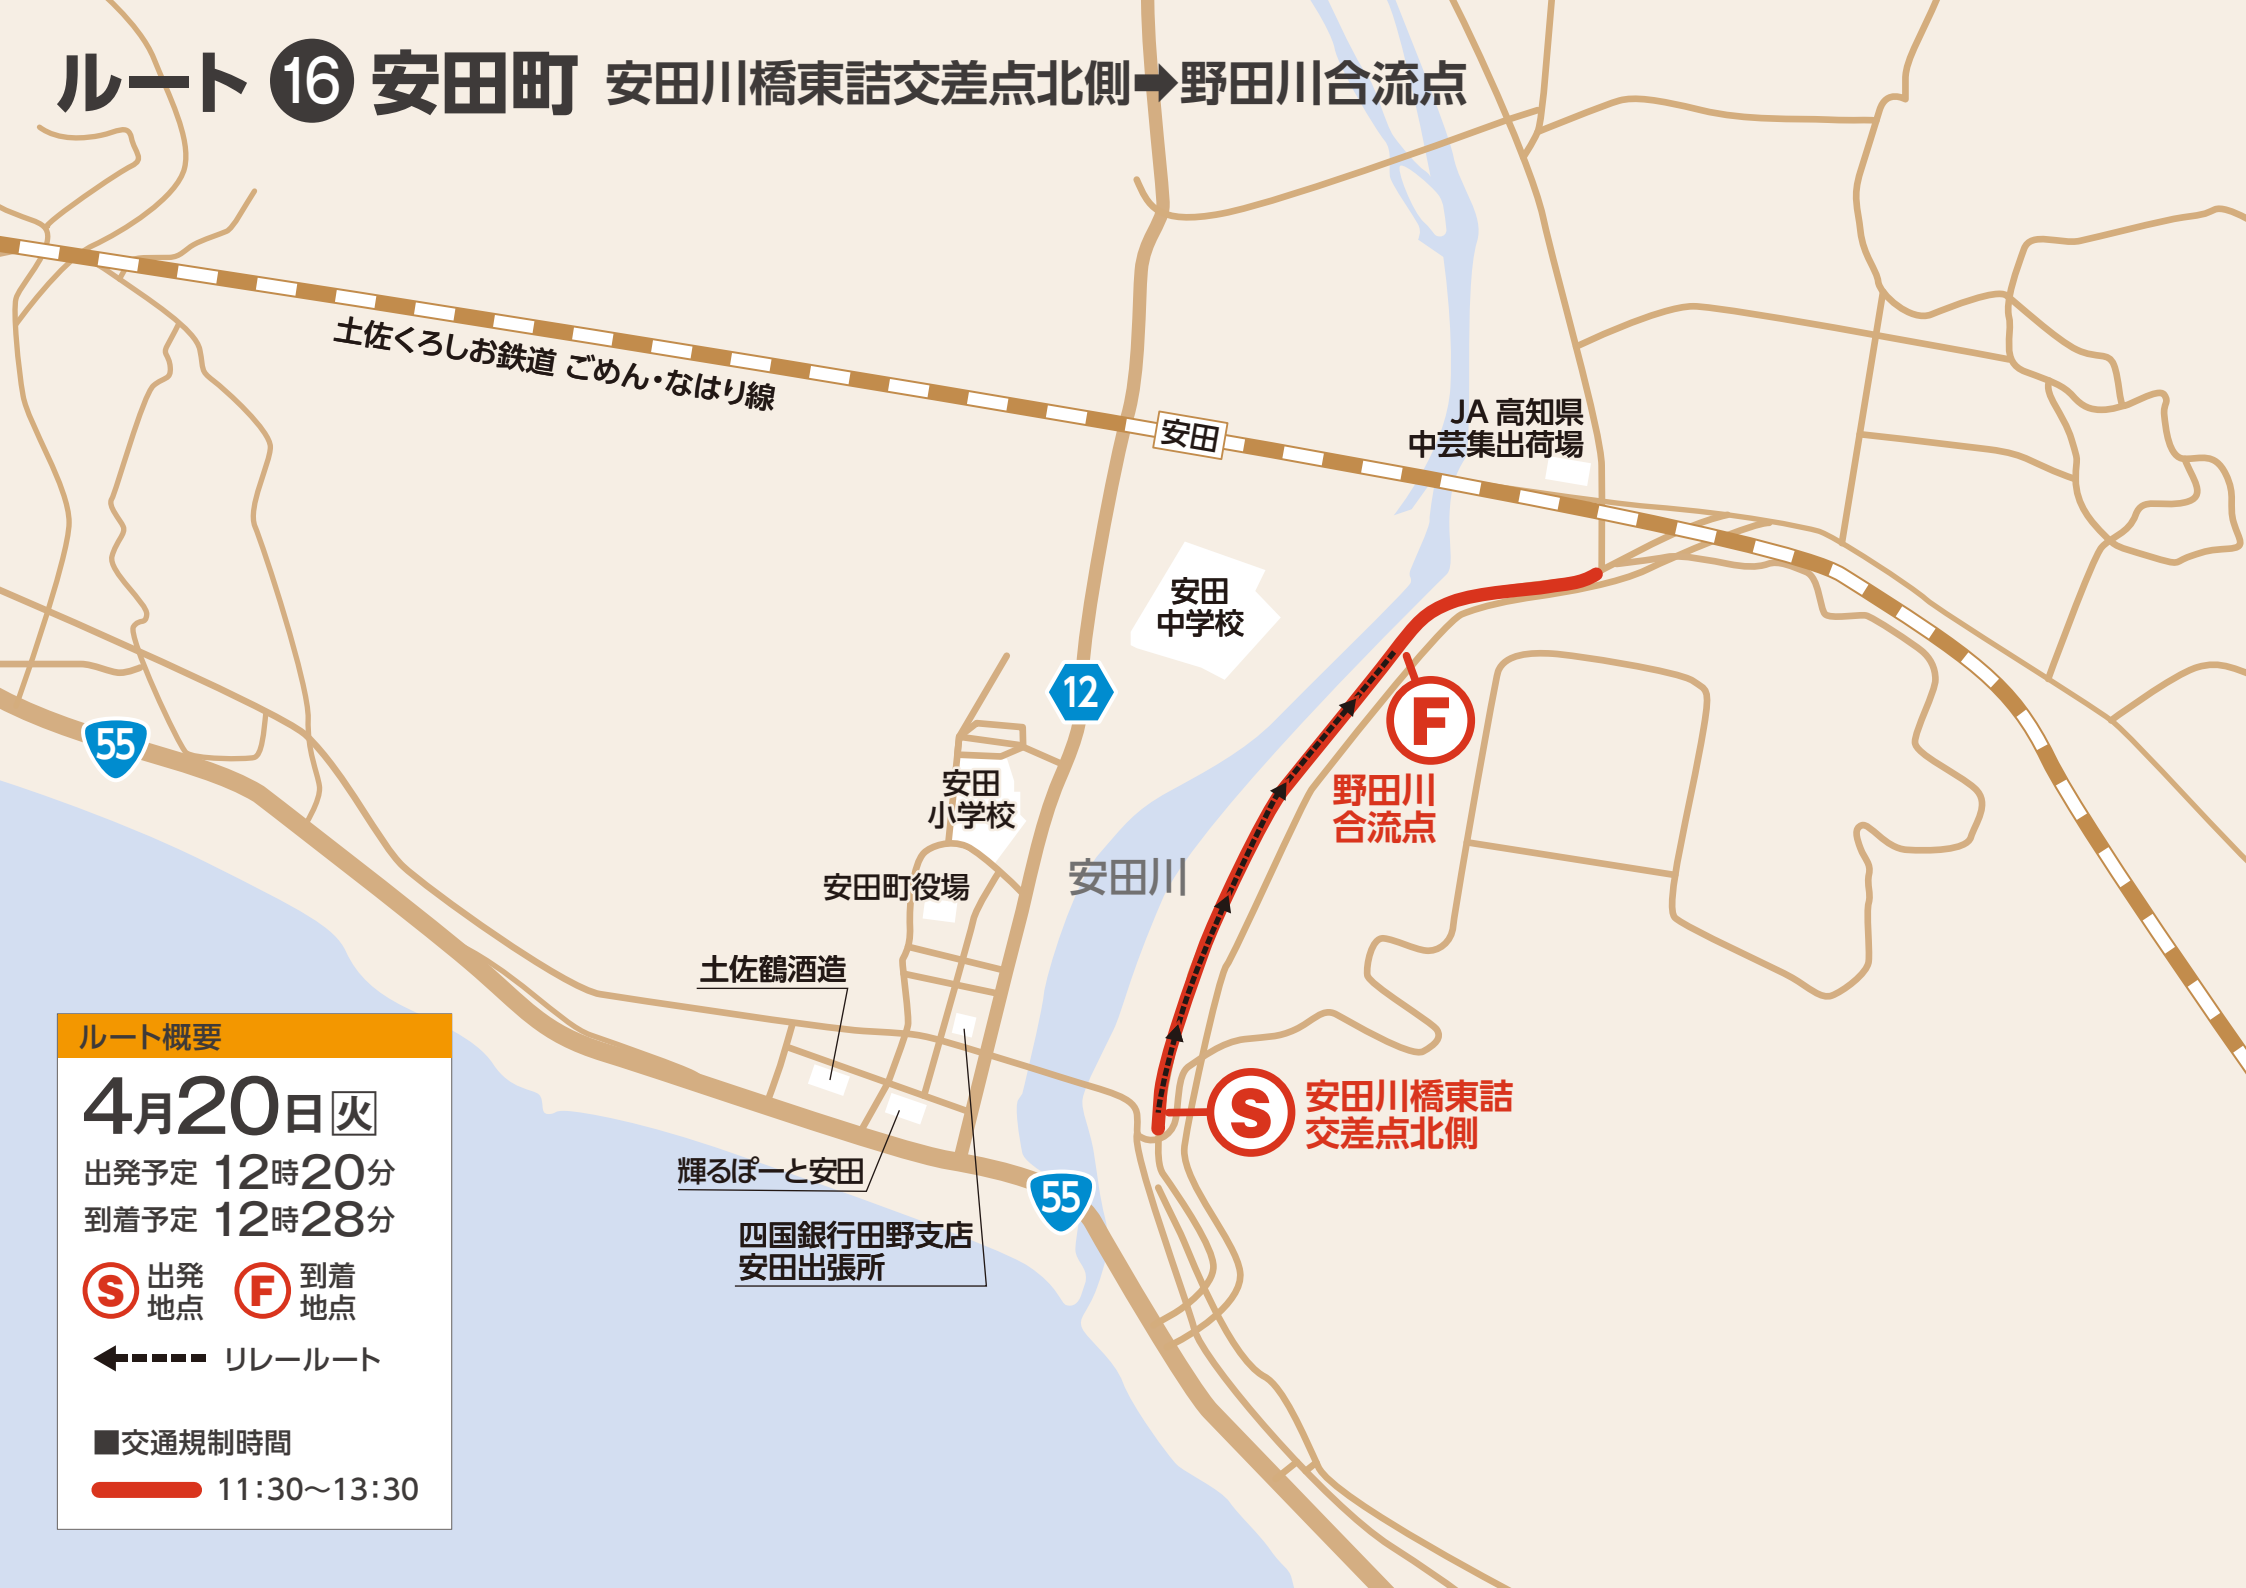 ルート 16 安田町 安田川橋東詰交差点北側➡野田川合流点
土佐くろしお鉄道 ごめん・なはり線
安田
JA 高知県
中芸集出荷場
安田
中学校
12
55
F
野田川
合流点
安田
小学校
安田川
安田町役場
土佐鶴酒造
S
安田川橋東詰
交差点北側
輝るぽーと安田
55
四国銀行田野支店
安田出張所
ルート概要
4月20日火
出発予定 12時20分
到着予定 12時28分
S 出発
地点
F 到着
地点
リレールート
■交通規制時間
11：30～13：30